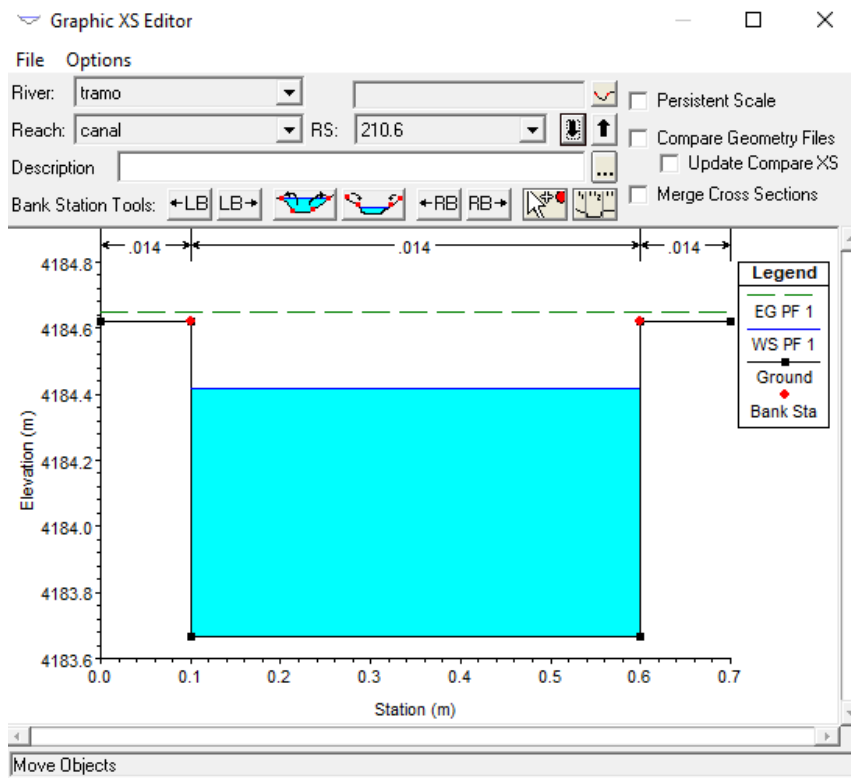 Graphic XS Editor
File Options
River: tramo
Persistent Scale
Reach: canal RS: 210.6
Compare Geometry Files
Description ...
Update Compare XS
Bank Station Tools: ←LB LB→ ←RB RB→
Merge Cross Sections
.014 .014 .014
4184.8
4184.6
4184.4
4184.2
4184.0
4183.8
4183.6
Elevation (m)
0.0 0.1 0.2 0.3 0.4 0.5 0.6 0.7
Station (m)
Legend
EG PF 1
WS PF 1
Ground
Bank Sta
Move Objects